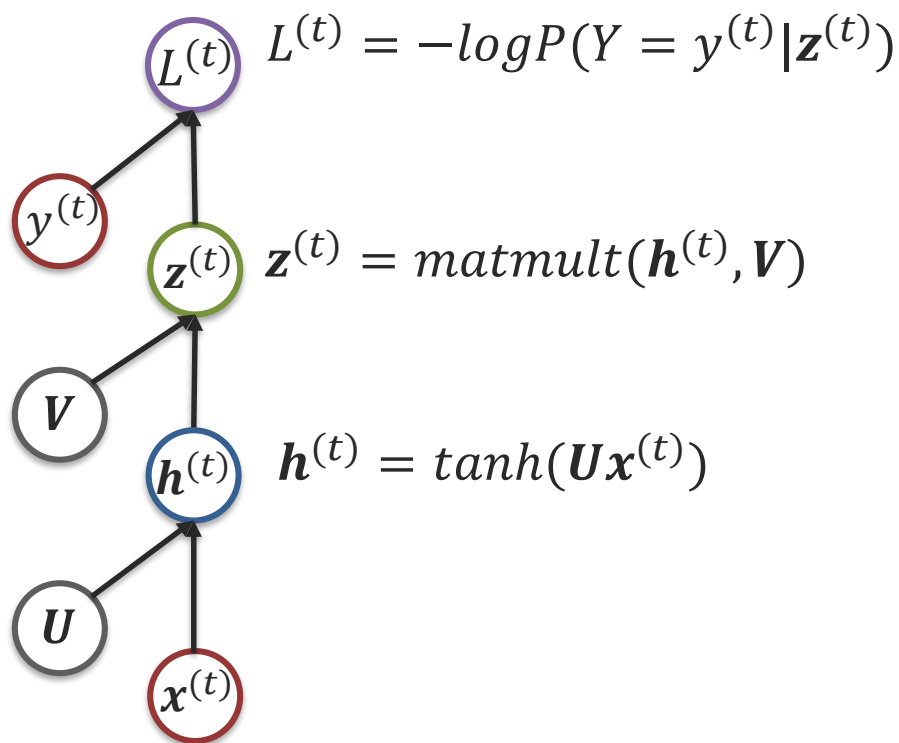 L^(t) L^(t) = −logP(Y = y^(t)|z^(t))
y^(t)
z^(t) z^(t) = matmult(h^(t), V)
V
h^(t) h^(t) = tanh(Ux^(t))
U
x^(t)